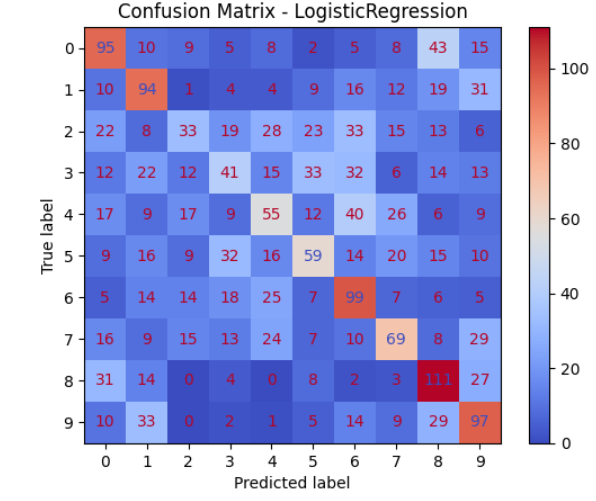 Confusion Matrix - LogisticRegression
0 95 10 9 5 8 2 5 8 43 15
1 10 94 1 4 4 9 16 12 19 31
2 22 8 33 19 28 23 33 15 13 6
3 12 22 12 41 15 33 32 6 14 13
4 17 9 17 9 55 12 40 26 6 9
5 9 16 9 32 16 59 14 20 15 10
6 5 14 14 18 25 7 99 7 6 5
7 16 9 15 13 24 7 10 69 8 29
8 31 14 0 4 0 8 2 3 111 27
9 10 33 0 2 1 5 14 9 29 97
0 1 2 3 4 5 6 7 8 9
Predicted label
True label
100
80
60
40
20
0